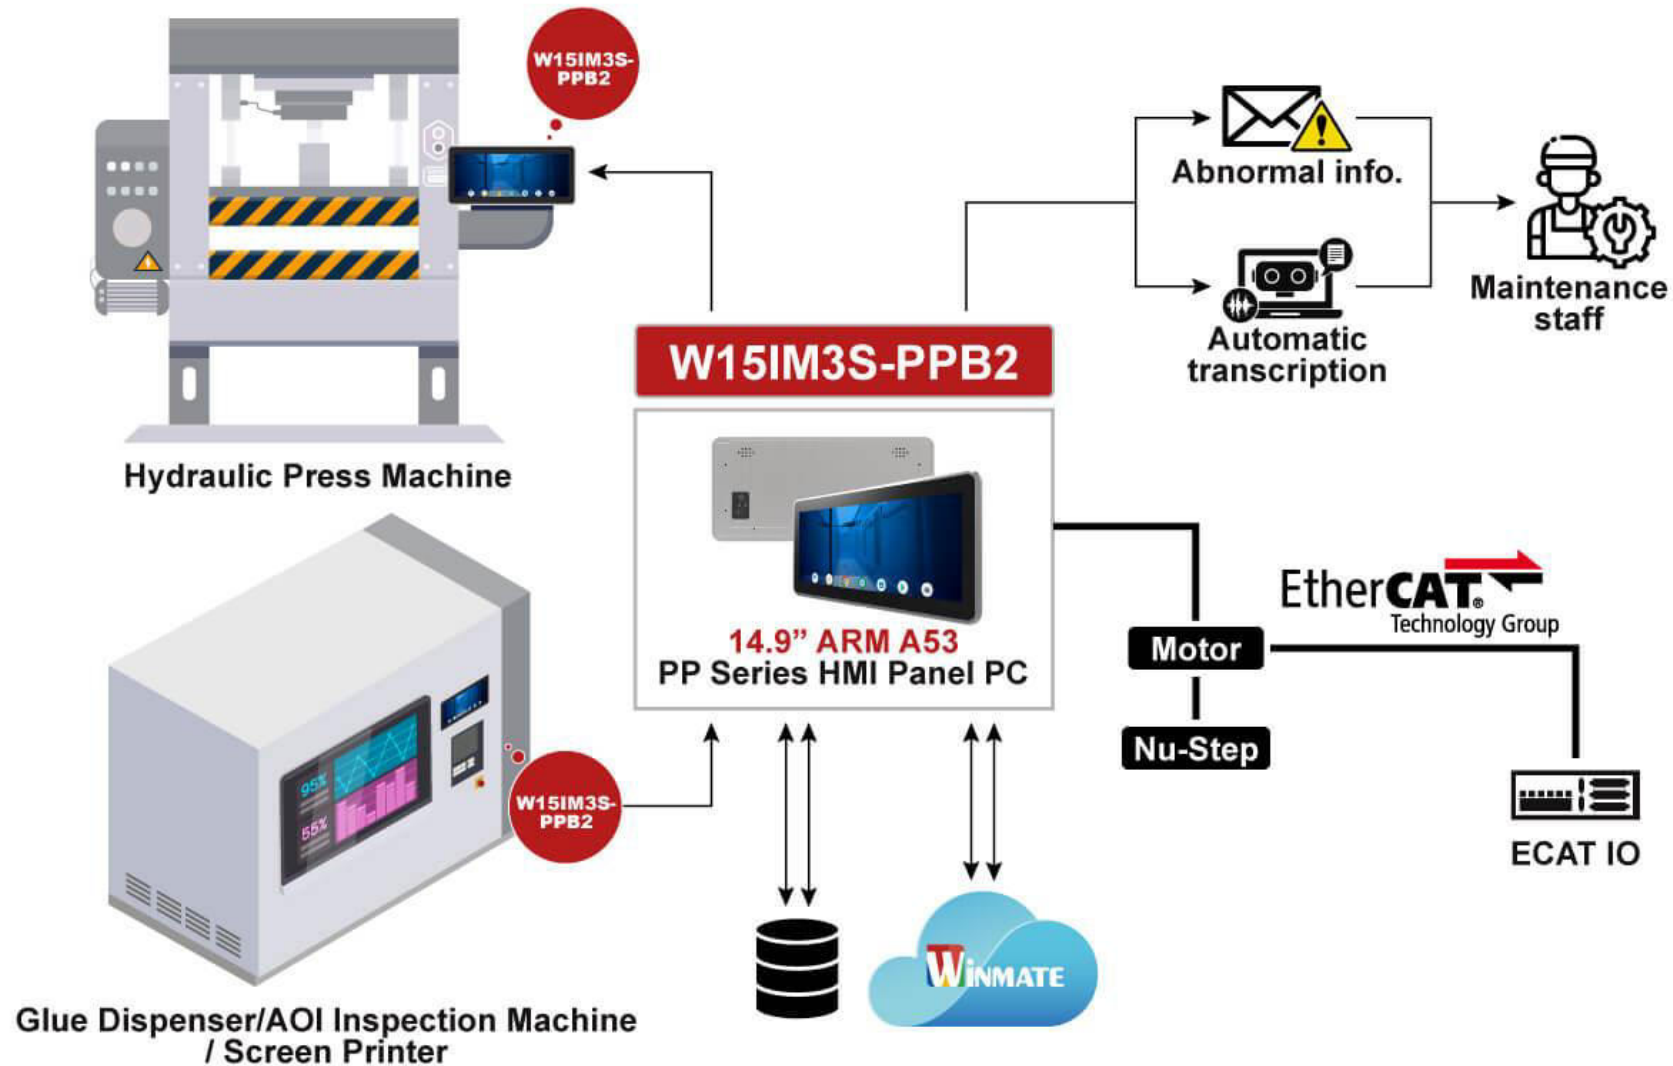 W15IM3S-
PPB2
Abnormal info.
Automatic
transcription
Maintenance
staff
W15IM3S-PPB2
Hydraulic Press Machine
14.9” ARM A53
PP Series HMI Panel PC
EtherCAT®
Technology Group
Motor
Nu-Step
ECAT IO
95%
55%
W15IM3S-
PPB2
WINMATE
Glue Dispenser/AOI Inspection Machine
/ Screen Printer